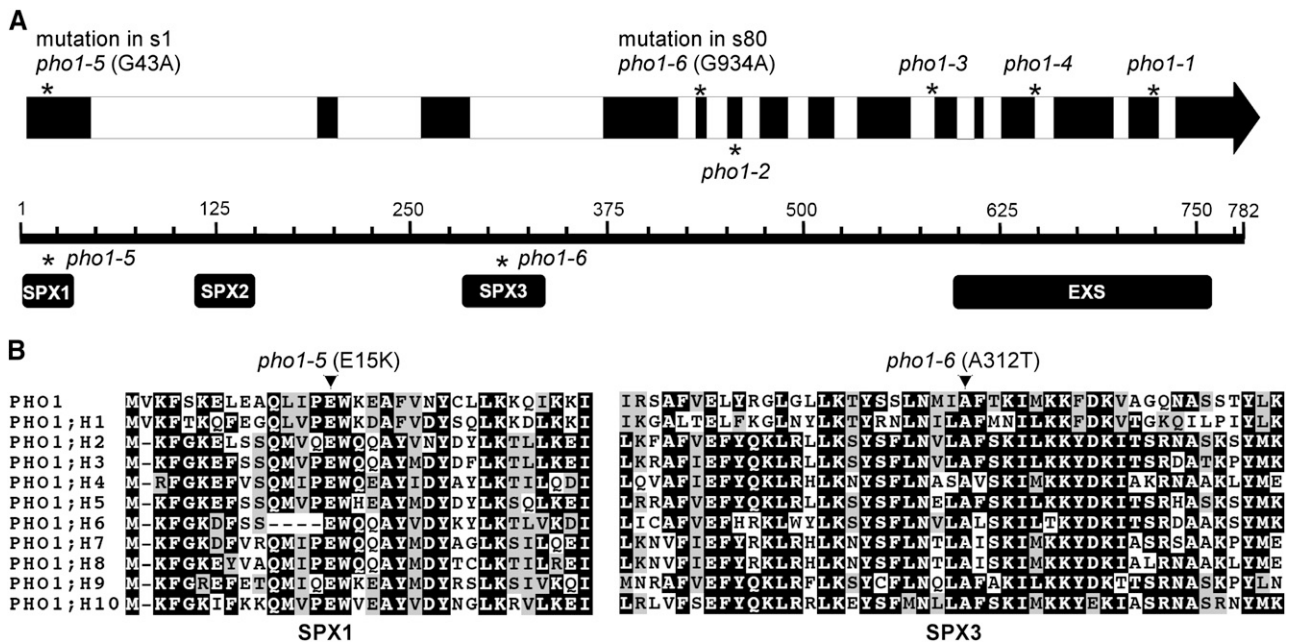 A
mutation in s1
pho1-5 (G43A)
mutation in s80
pho1-6 (G934A)
pho1-3
pho1-4
pho1-1
* * * * *
*
pho1-2
1 125 250 375 500 625 750 782
* pho1-5
* pho1-6
SPX1 SPX2 SPX3 EXS
B
pho1-5 (E15K) pho1-6 (A312T)
PHO1 MVKFSKELEAQLIPEWKEAFVNYCLLKKQLKKI IRSAFVELYRGLGLLKTYSSLNMIAFTKIMKKFDKVAGQNASSTYLK
PHO1;H1 MVKFTKQFEGQLVPEWKDAFVDYSQLKKDLKKI IKGALTELFKGLNYLKTYRNLNILAFMNILKKFDKVTGKQILPIYLK
PHO1;H2 M-KFGKELSSQMVQEWQQAYVNYDYLKTLLKEI LKFAFVEFYQKLRLLKSYSFLNVLAFSKILKKYDKITSRNASKSYMK
PHO1;H3 M-KFGKEFSSQMVPEWQQAYMDYDFLKTLLKEI LKRAFIEFYQKLRLLKSYSFLNVLAFSKILKKYDKITSRDATKPYMK
PHO1;H4 M-RFGKEFVSQMIPEWQEAYIDYAYLKTILQDI LQVAFIEFYRKLRHLKNYSFLNASAVSKIMKKYDKIAKRNAAKLYME
PHO1;H5 M-KFGKEFSSQMVPEWHEAYMDYDYLKSQLKEI LRRAFVEFYQKLRLLKSYSFLNELAFSKILKKYDKITSRHASKSYMK
PHO1;H6 M-KFGKDFSS----EWQQAYVDYKYLKTLVKDI LICAFVEFHRKLWYLKSYSFLNVLALSKILTKYDKITSRDAAKSYMK
PHO1;H7 M-KFGKDFVRQMIPEWQQAYMDYAGLKSILQEI LKNVFIEFYRKLRHLKNYSFLNTLAISKIMKKYDKIASRSAAKPYME
PHO1;H8 M-KFGKEYVAQMIPEWQQAYMDYTCLKTILREI LKNVFIEFYRKLRHLKDYSFLNTLAFSKIMKKYDKIALRNAAKLYME
PHO1;H9 M-KFGREFETQMIQEWKEAYMDYRSLKSIVKQI MNRAFVEFYQKLRFLKSYCFLNQLAFAKILKKYDKTTSRNASKPYLN
PHO1;H10 M-KFGKIFKKQMVPEWVEAYVDYNGLKRVLKEI LRLVFSEFYQKLRRLKEYSFMNLLAFSKIMKKYEKIASRNASRNYMK
SPX1 SPX3